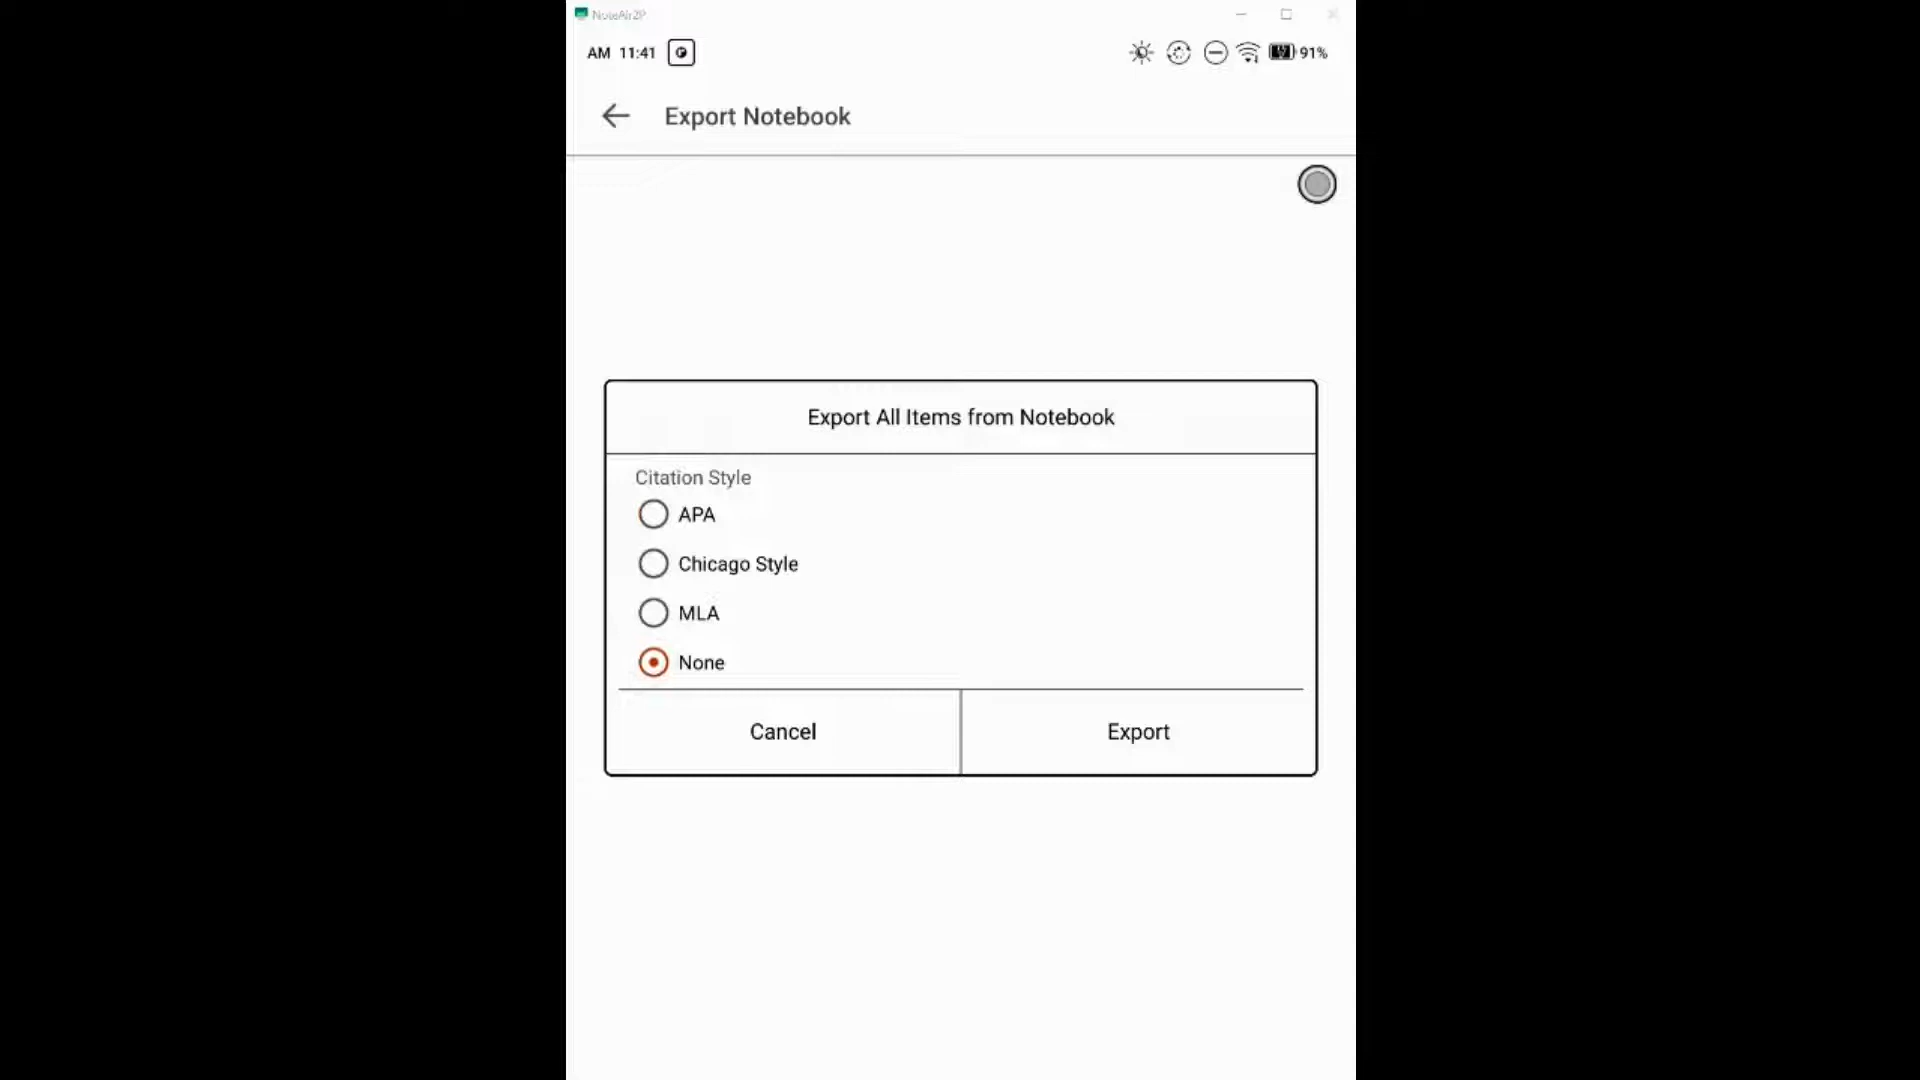 NoteAir2P
AM 11:41
91%
Export Notebook
Export All Items from Notebook
Citation Style
APA
Chicago Style
MLA
None
Cancel
Export